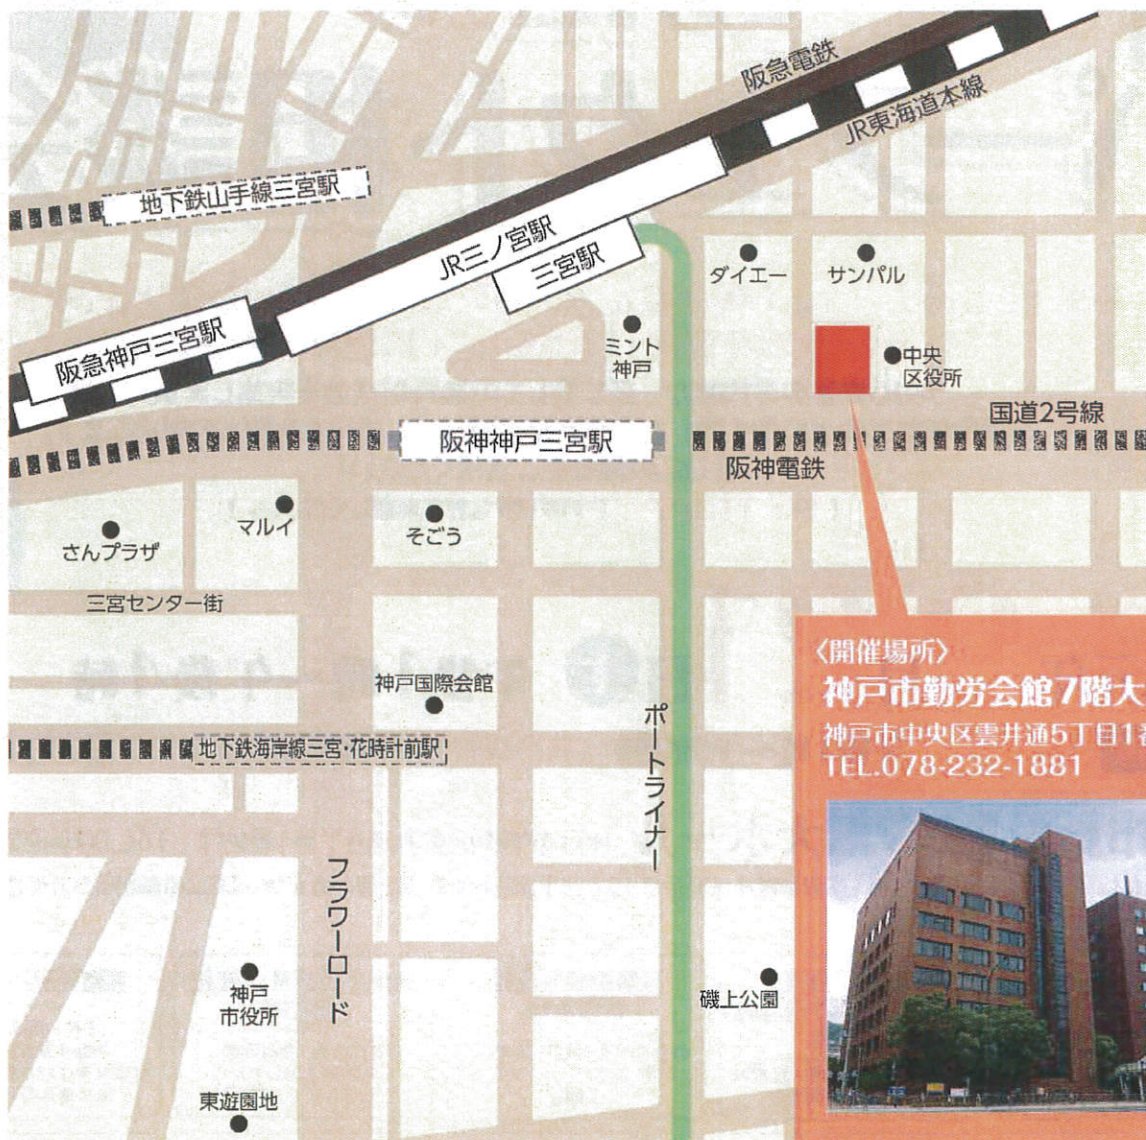 阪急電鉄
JR東海道本線
地下鉄山手線三宮駅
JR三ノ宮駅
三宮駅
ダイエー
サンパル
阪急神戸三宮駅
ミント
神戸
中央
区役所
国道2号線
阪神神戸三宮駅
阪神電鉄
マルイ
そごう
さんプラザ
三宮センター街
〈開催場所〉
神戸市勤労会館7階大
神戸市中央区雲井通5丁目1番
TEL.078-232-1881
神戸国際会館
ポートライナー
地下鉄海岸線三宮・花時計前駅
フラワーロード
神戸
市役所
磯上公園
東遊園地